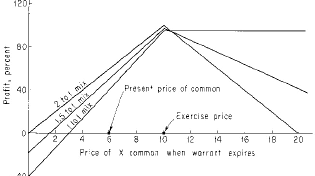 120
80
Profit, percent
40
2 to 1 mix
1.5 to 1 mix
1 to 1 mix
Present price of common
Exercise price
0
2 4 6 8 10 12 14 16 18 20
Price of X common when warrant expires
40